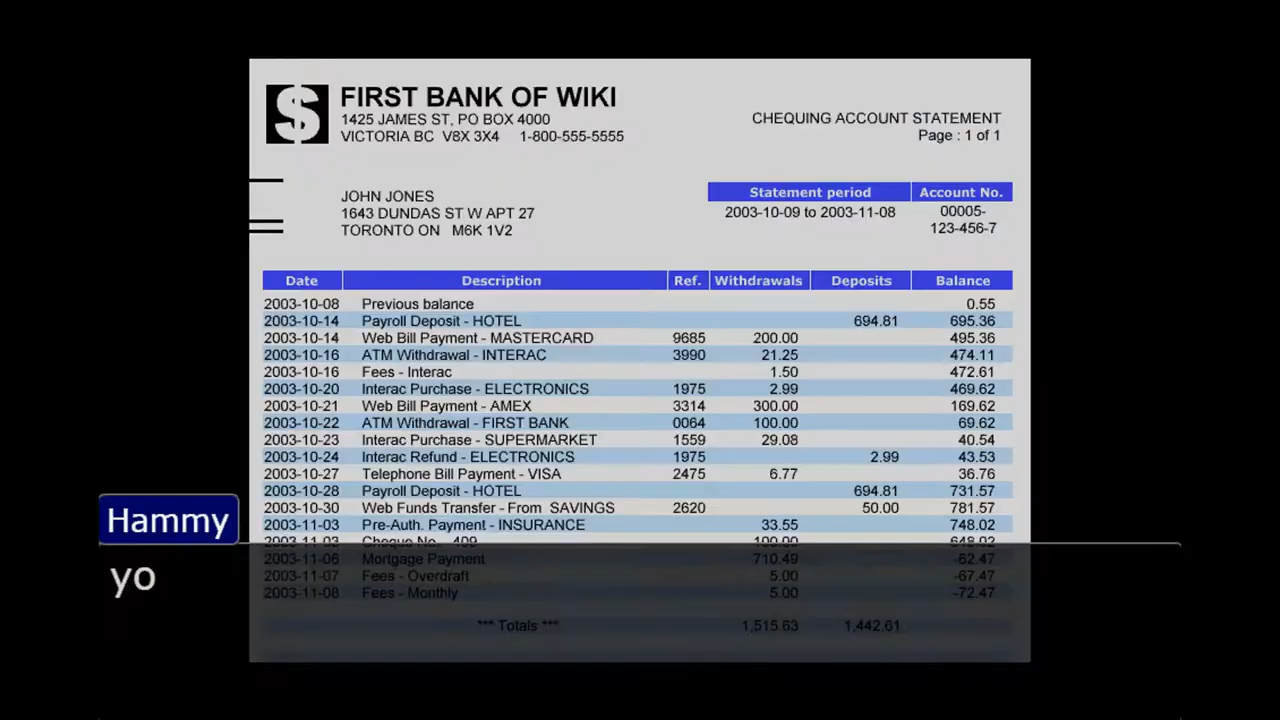 $ FIRST BANK OF WIKI
1425 JAMES ST, PO BOX 4000
VICTORIA BC V8X 3X4 1-800-555-5555
CHEQUING ACCOUNT STATEMENT
Page : 1 of 1
JOHN JONES
1643 DUNDAS ST W APT 27
TORONTO ON M6K 1V2
Statement period Account No.
2003-10-09 to 2003-11-08 00005-
123-456-7
Date Description Ref. Withdrawals Deposits Balance
2003-10-08 Previous balance 0.55
2003-10-14 Payroll Deposit - HOTEL 694.81 695.36
2003-10-14 Web Bill Payment - MASTERCARD 9685 200.00 495.36
2003-10-16 ATM Withdrawal - INTERAC 3990 21.25 474.11
2003-10-16 Fees - Interac 1.50 472.61
2003-10-20 Interac Purchase - ELECTRONICS 1975 2.99 469.62
2003-10-21 Web Bill Payment - AMEX 3314 300.00 169.62
2003-10-22 ATM Withdrawal - FIRST BANK 0064 100.00 69.62
2003-10-23 Interac Purchase - SUPERMARKET 1559 29.08 40.54
2003-10-24 Interac Refund - ELECTRONICS 1975 2.99 43.53
2003-10-27 Telephone Bill Payment - VISA 2475 6.77 36.76
2003-10-28 Payroll Deposit - HOTEL 694.81 731.57
2003-10-30 Web Funds Transfer - From SAVINGS 2620 50.00 781.57
2003-11-03 Pre-Auth. Payment - INSURANCE 33.55 748.02
2003-11-03 Cheque No. - 409 100.00 648.02
2003-11-06 Mortgage Payment 710.49 -62.47
2003-11-07 Fees - Overdraft 5.00 -67.47
2003-11-08 Fees - Monthly 5.00 -72.47
*** Totals *** 1,515.63 1,442.61
Hammy
yo